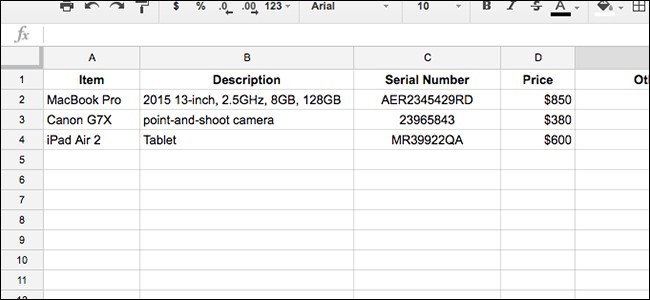 $ % .0 .00 123 Arial 10 B I S A
fx
A B C D
1 Item Description Serial Number Price Ot
2 MacBook Pro 2015 13-inch, 2.5GHz, 8GB, 128GB AER2345429RD $850
3 Canon G7X point-and-shoot camera 23965843 $380
4 iPad Air 2 Tablet MR39922QA $600
5
6
7
8
9
10
11